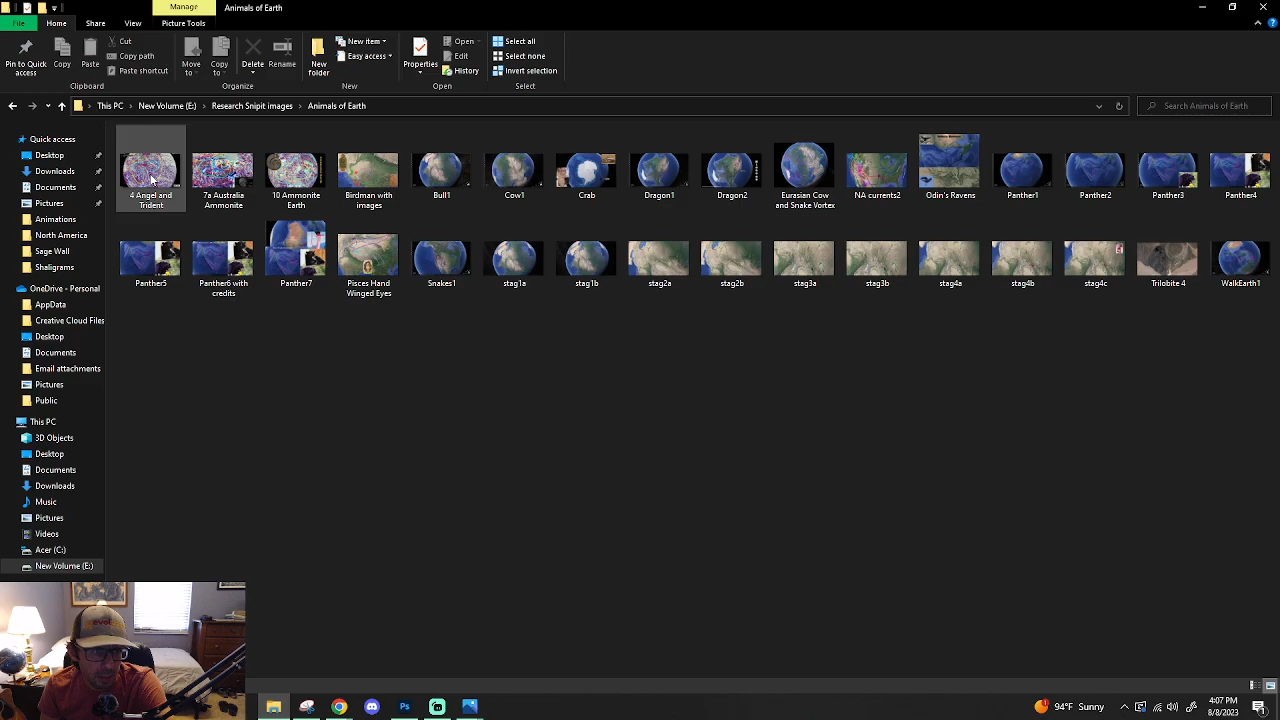 Manage
Animals of Earth
File
Home
Share
View
Picture Tools
Pin to Quick access
Copy
Paste
Cut
Copy path
Paste shortcut
Clipboard
Move to
Copy to
Delete
Rename
Organize
New folder
New item
Easy access
New
Properties
Open
Edit
History
Open
Select all
Select none
Invert selection
Select
This PC > New Volume (E:) > Research Snipit images > Animals of Earth
Search Animals of Earth
Quick access
Desktop
Downloads
Documents
Pictures
Animations
North America
Sage Wall
Shaligrams
OneDrive - Personal
AppData
Creative Cloud Files
Desktop
Documents
Email attachments
Pictures
Public
This PC
3D Objects
Desktop
Documents
Downloads
Music
Pictures
Videos
Acer (C:)
New Volume (E:)
4 Angel and Trident
7a Australia Ammonite
10 Ammonite Earth
Birdman with images
Bull1
Cow1
Crab
Dragon1
Dragon2
Eurasian Cow and Snake Vortex
NA currents2
Odin's Ravens
Panther1
Panther2
Panther3
Panther4
Panther5
Panther6 with credits
Panther7
Pisces Hand Winged Eyes
Snakes1
stag1a
stag1b
stag2a
stag2b
stag3a
stag3b
stag4a
stag4b
stag4c
Trilobite 4
WalkEarth1
evol
Ps
94°F Sunny
4:07 PM
8/8/2023